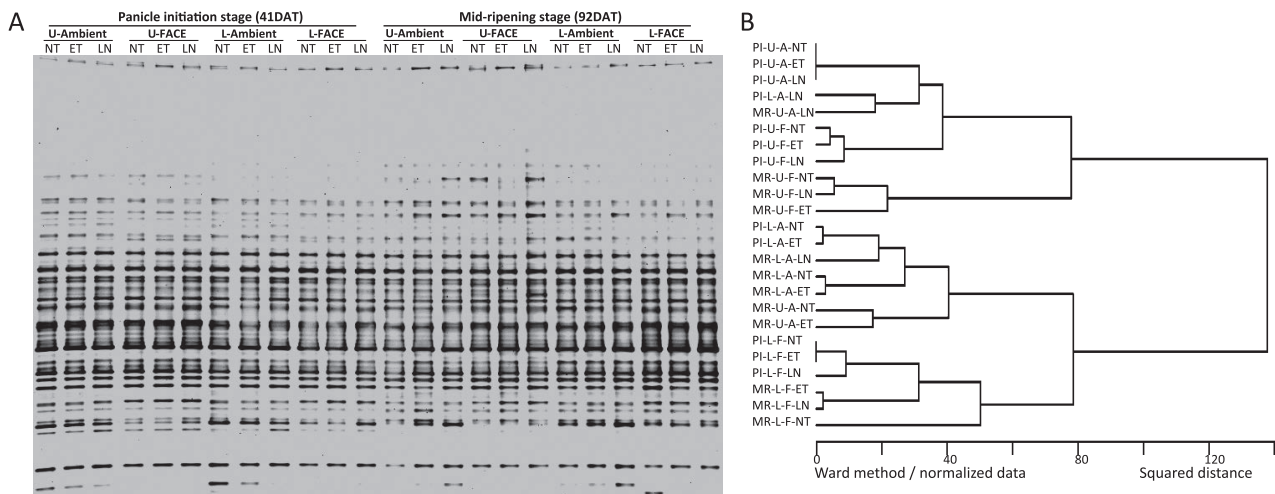 A
Panicle initiation stage (41DAT) Mid-ripening stage (92DAT)
U-Ambient U-FACE L-Ambient L-FACE U-Ambient U-FACE L-Ambient L-FACE
NT ET LN NT ET LN NT ET LN NT ET LN NT ET LN NT ET LN NT ET LN NT ET LN
B
PI-U-A-NT
PI-U-A-ET
PI-U-A-LN
PI-L-A-LN
MR-U-A-LN
PI-U-F-NT
PI-U-F-ET
PI-U-F-LN
MR-U-F-NT
MR-U-F-LN
MR-U-F-ET
PI-L-A-NT
PI-L-A-ET
MR-L-A-LN
MR-L-A-NT
MR-L-A-ET
MR-U-A-NT
MR-U-A-ET
PI-L-F-NT
PI-L-F-ET
PI-L-F-LN
MR-L-F-ET
MR-L-F-LN
MR-L-F-NT
0 40 80 120
Ward method / normalized data Squared distance